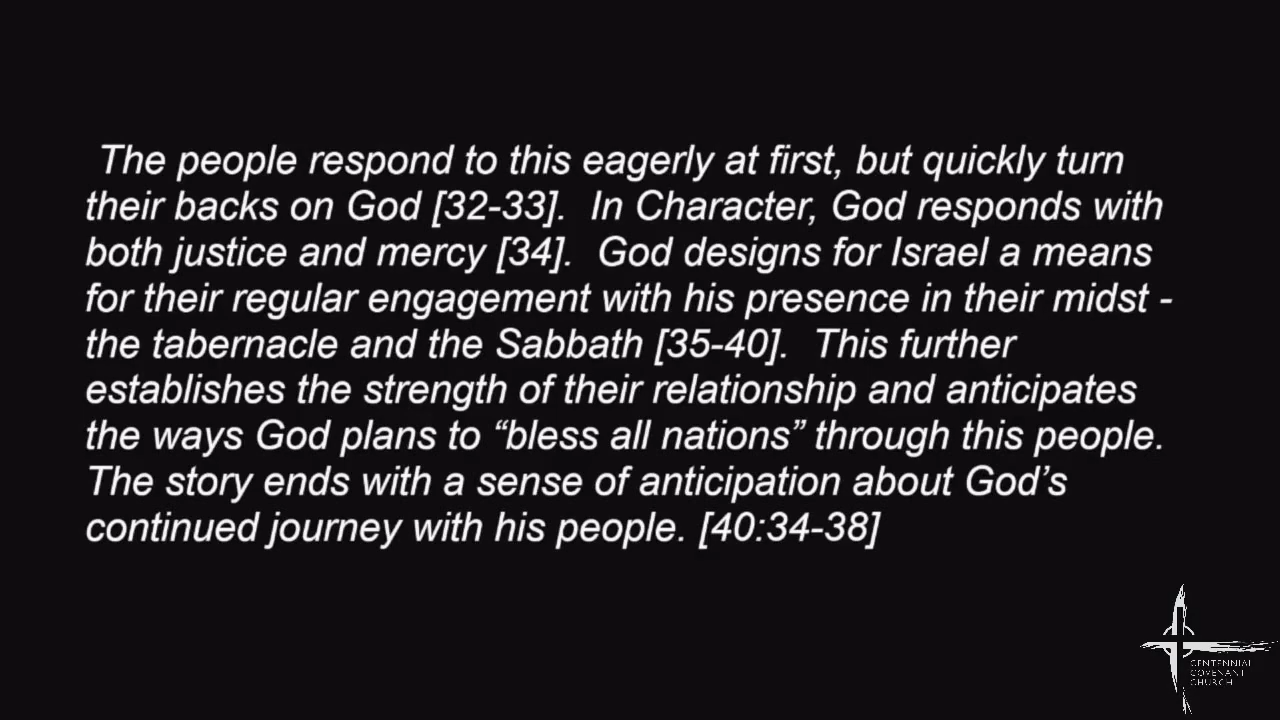 The people respond to this eagerly at first, but quickly turn
their backs on God [32-33].  In Character, God responds with
both justice and mercy [34].  God designs for Israel a means
for their regular engagement with his presence in their midst -
the tabernacle and the Sabbath [35-40].  This further
establishes the strength of their relationship and anticipates
the ways God plans to “bless all nations” through this people.
The story ends with a sense of anticipation about God’s
continued journey with his people. [40:34-38]
CENTENNIAL
COVENANT
CHURCH